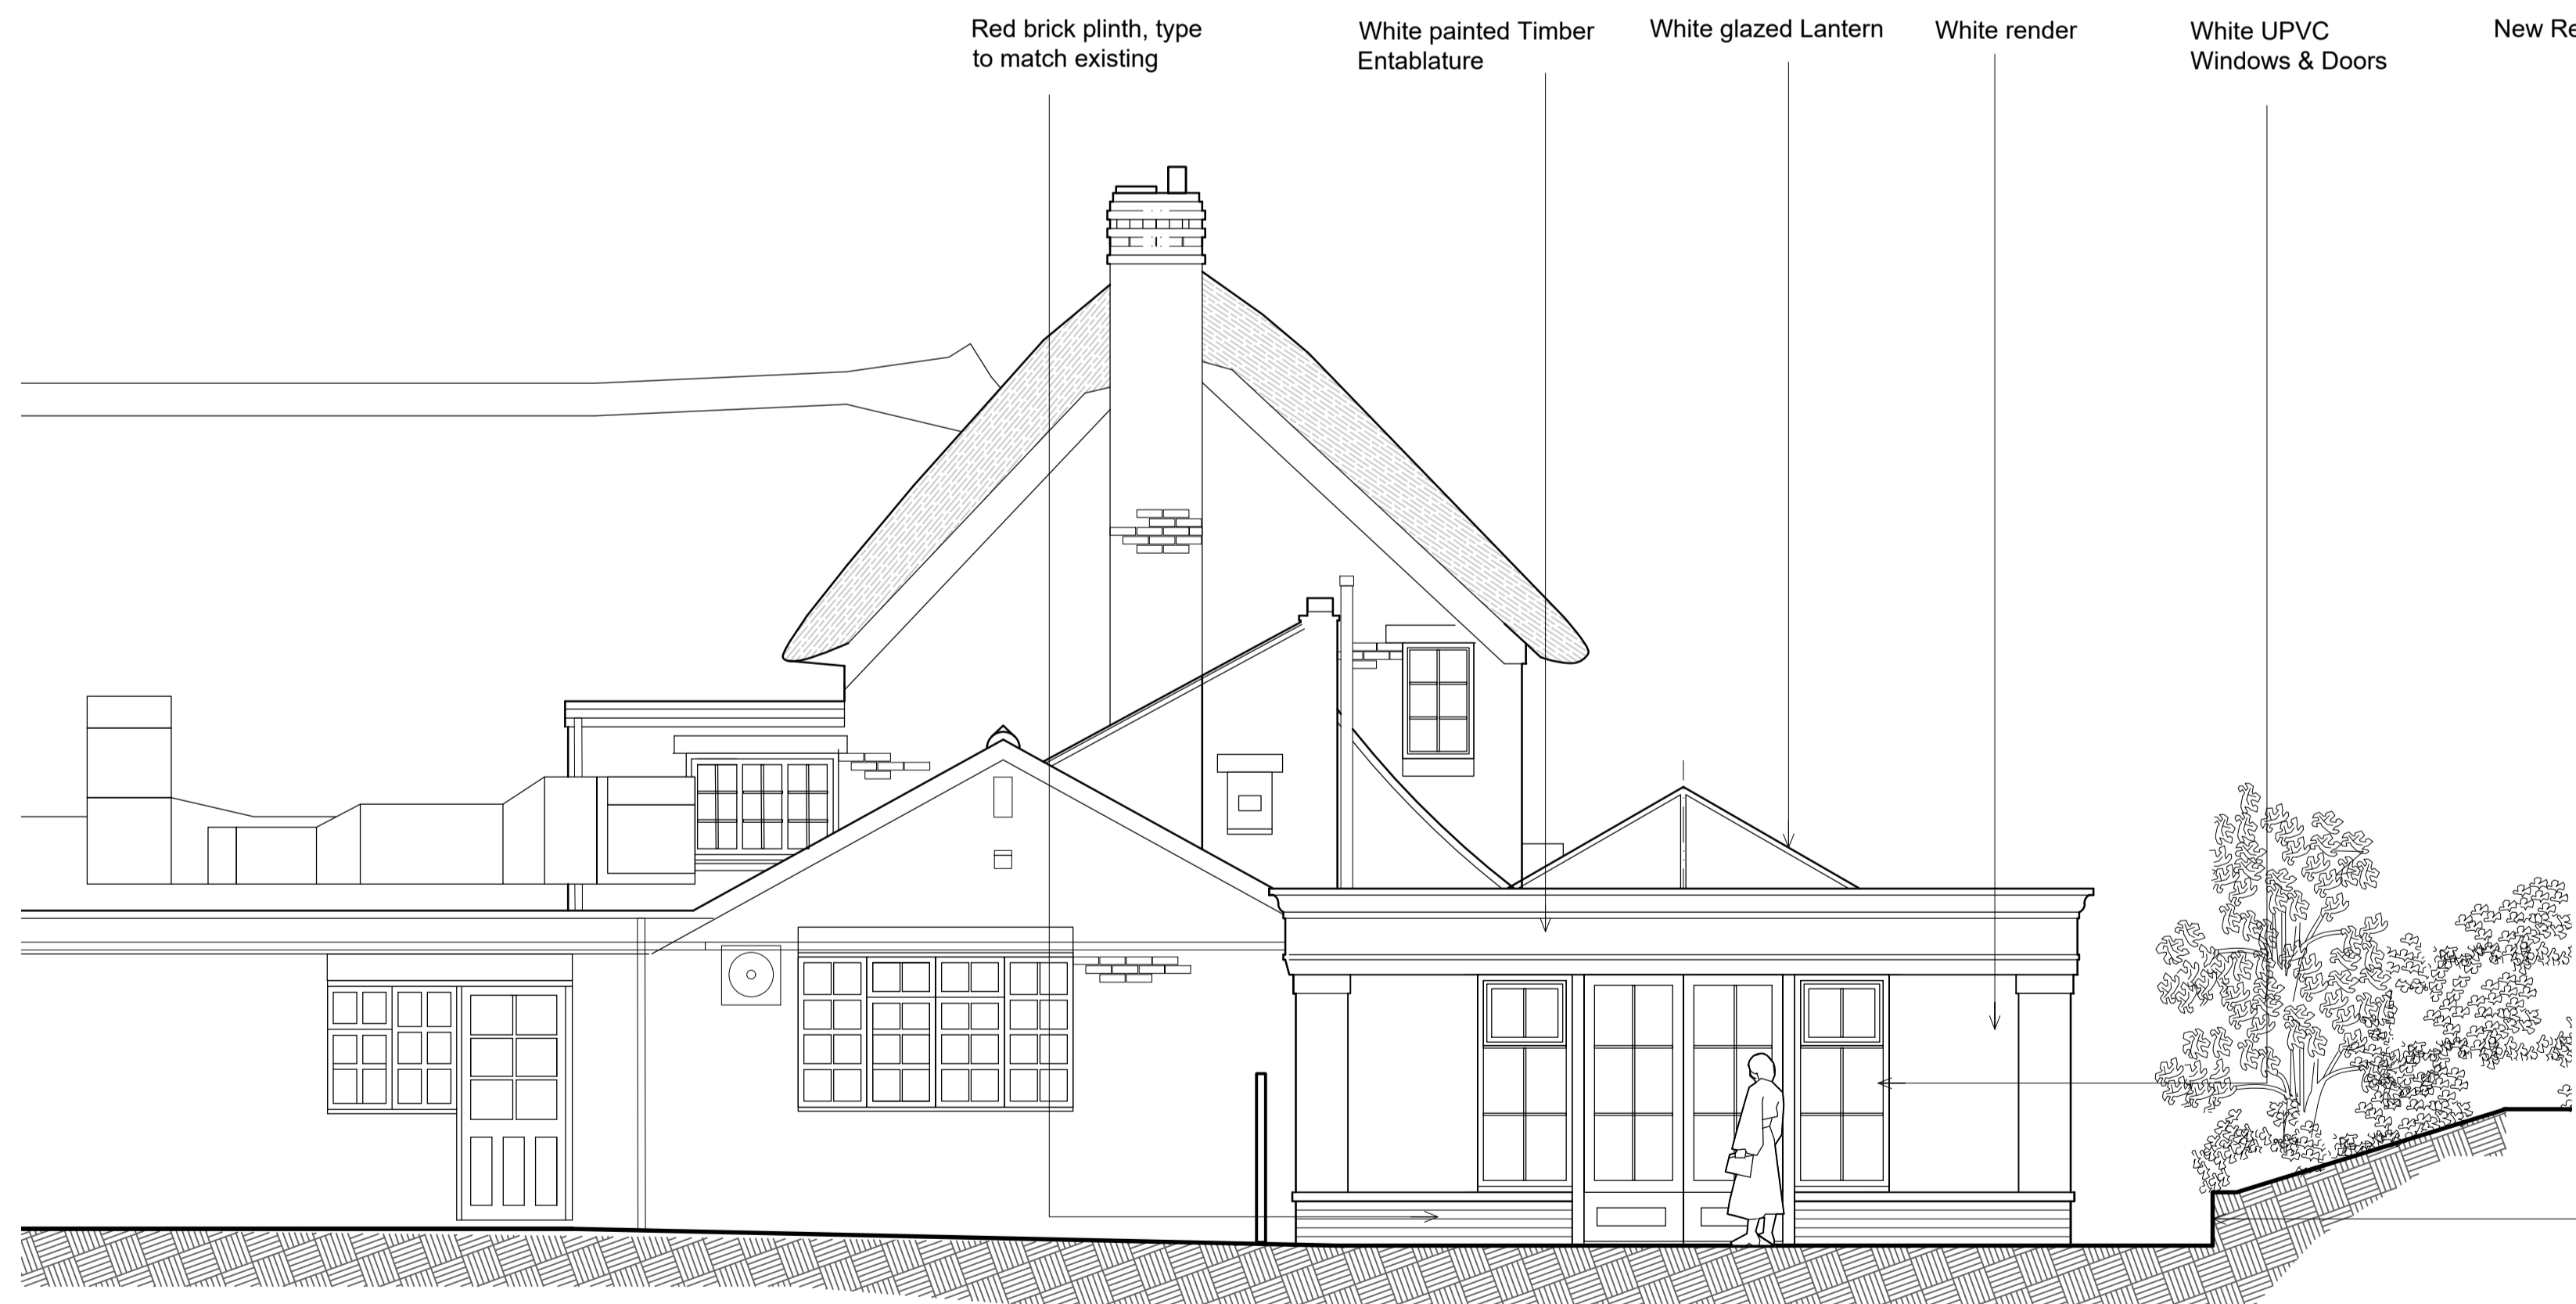 Red brick plinth, type
to match existing
White painted Timber
Entablature
White glazed Lantern
White render
White UPVC
Windows & Doors
New